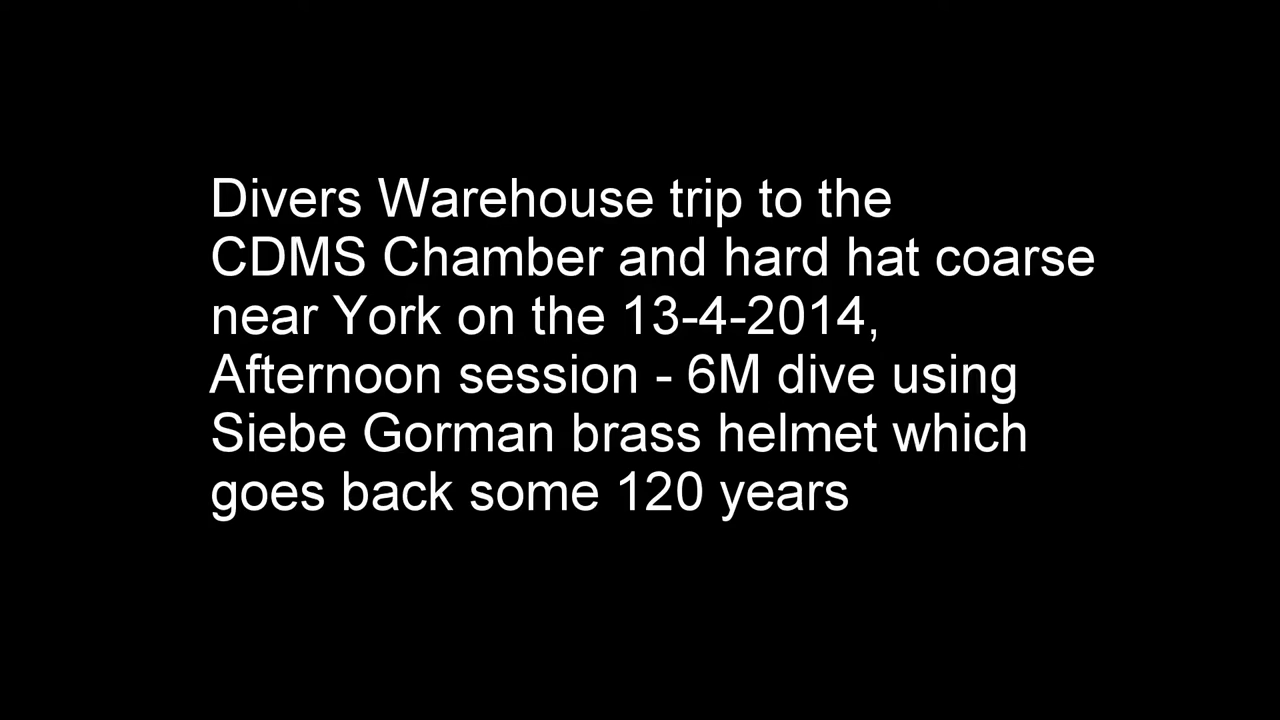 Divers Warehouse trip to the
CDMS Chamber and hard hat coarse
near York on the 13-4-2014,
Afternoon session - 6M dive using
Siebe Gorman brass helmet which
goes back some 120 years